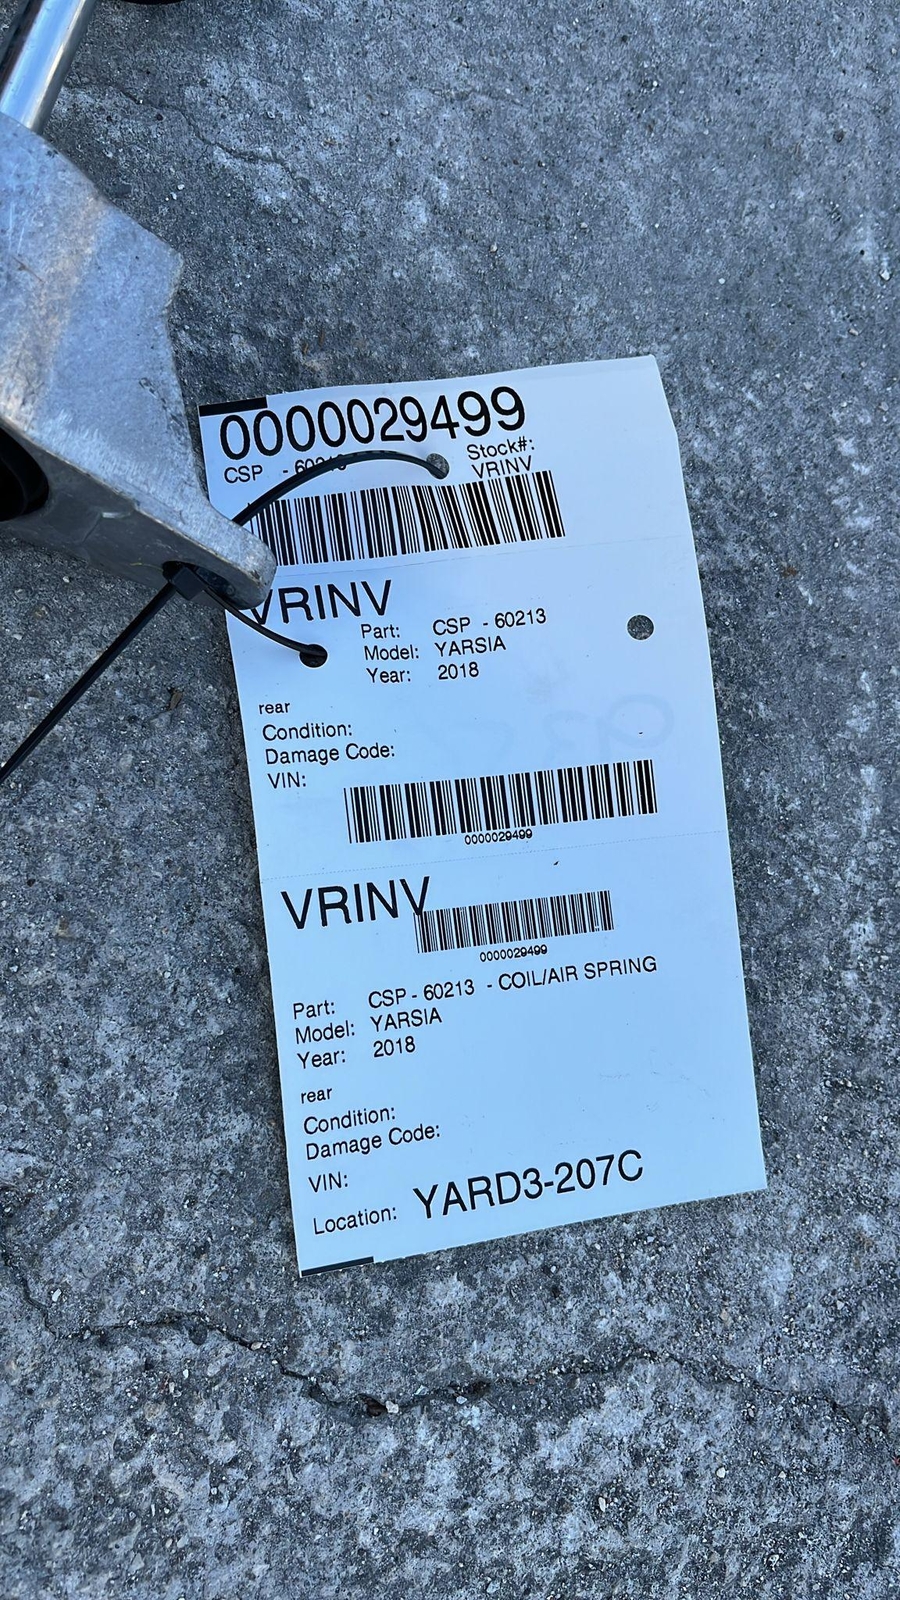 0000029499
CSP - 60213
Stock#:
VRINV
VRINV
Part: CSP - 60213
Model: YARSIA
Year: 2018
rear
Condition:
Damage Code:
VIN:
0000029499
VRINV
0000029499
Part: CSP - 60213 - COIL/AIR SPRING
Model: YARSIA
Year: 2018
rear
Condition:
Damage Code:
VIN:
Location: YARD3-207C